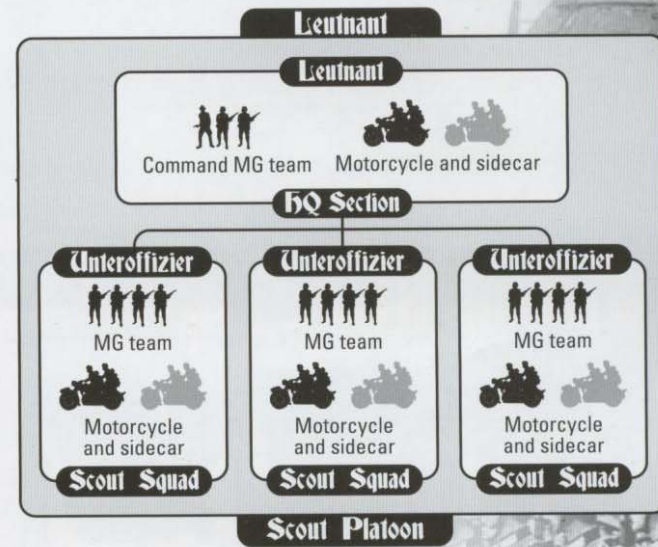 Leutnant
Leutnant
Command MG team
Motorcycle and sidecar
HQ Section
Unteroffizier
Unteroffizier
Unteroffizier
MG team
MG team
MG team
Motorcycle
and sidecar
Motorcycle
and sidecar
Motorcycle
and sidecar
Scout Squad
Scout Squad
Scout Squad
Scout Platoon